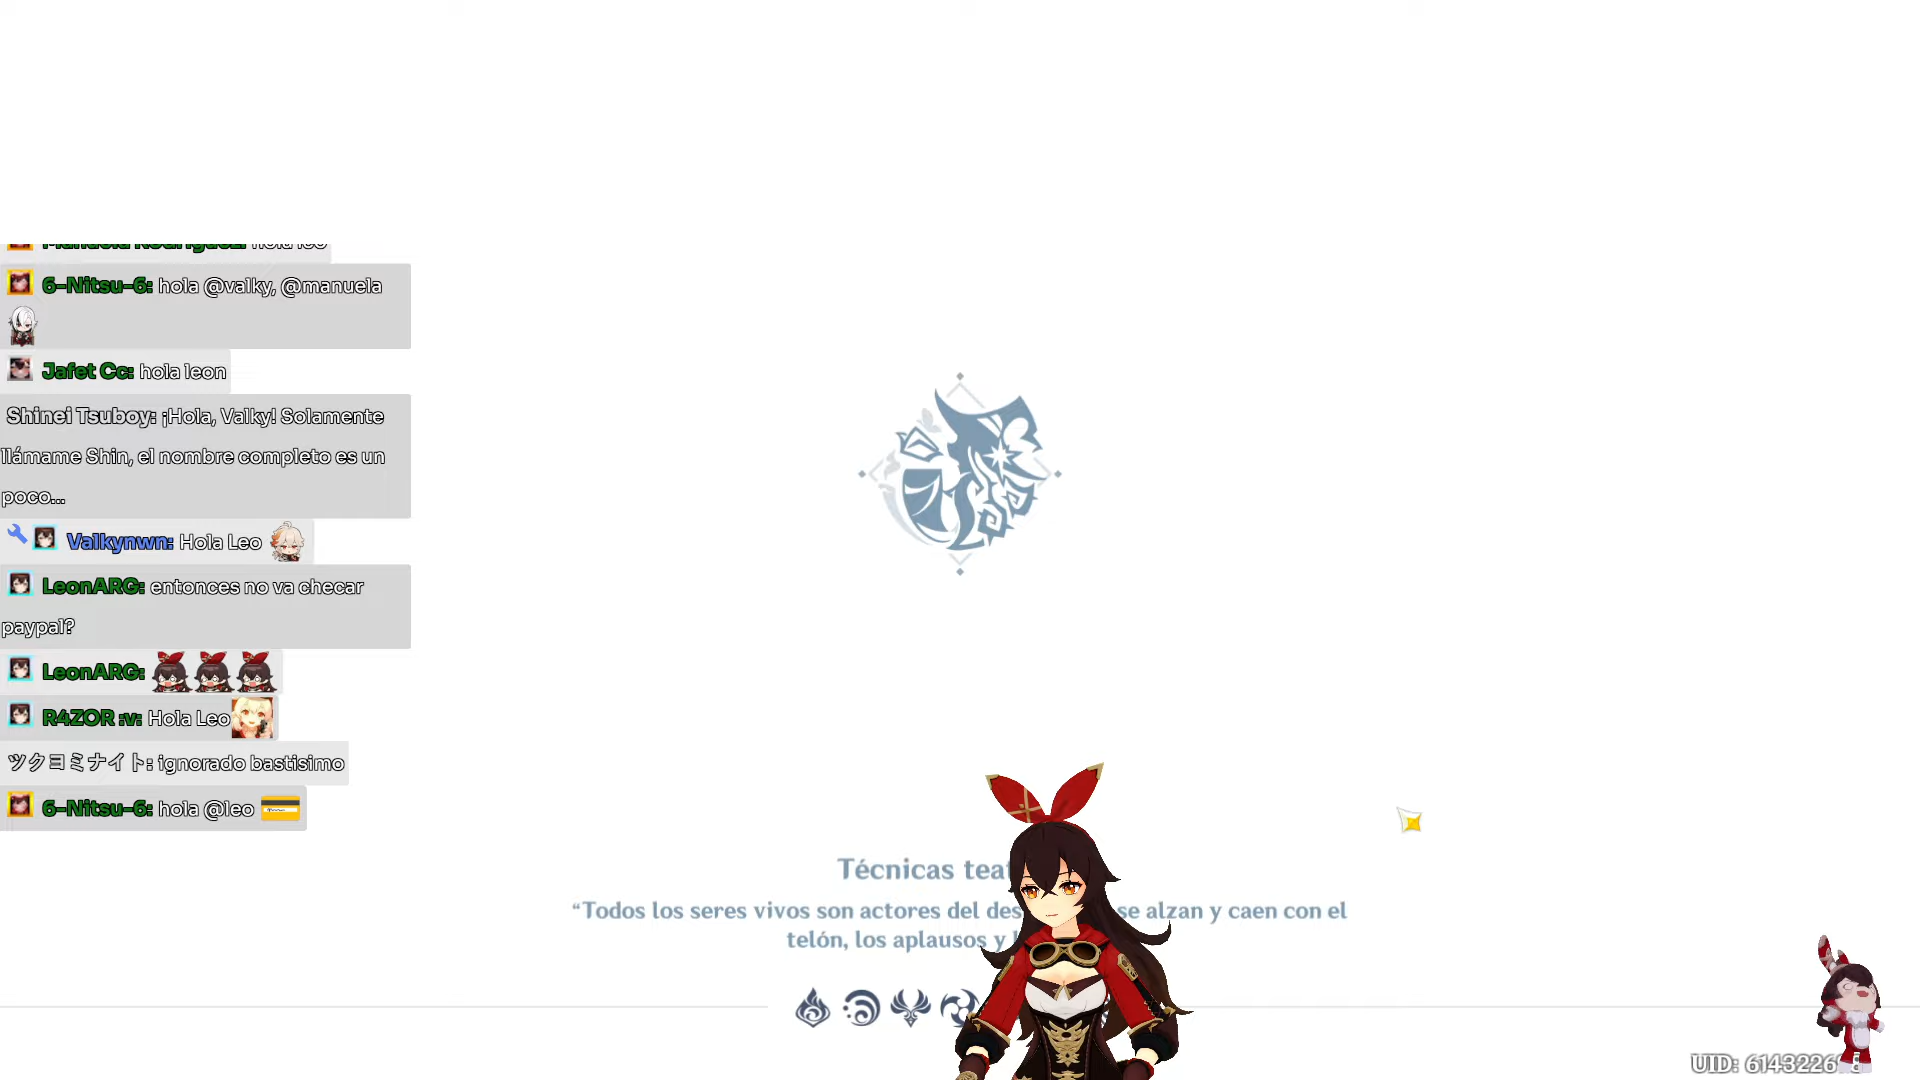 6-Nitsu-6: hola @valky, @manuela
Jafet Cc: hola leon
Shinei Tsuboy: ¡Hola, Valky! Solamente
llámame Shin, el nombre completo es un
poco...
Valkynwn: Hola Leo
LeonARG: entonces no va checar
paypal?
LeonARG:
R4ZOR :v: Hola Leo
ツクヨミナイト: ignorado bastisimo
6-Nitsu-6: hola @leo
Técnicas
“Todos los seres vivos son actores del se alzan y caen con el
telón, los aplausos y
UID: